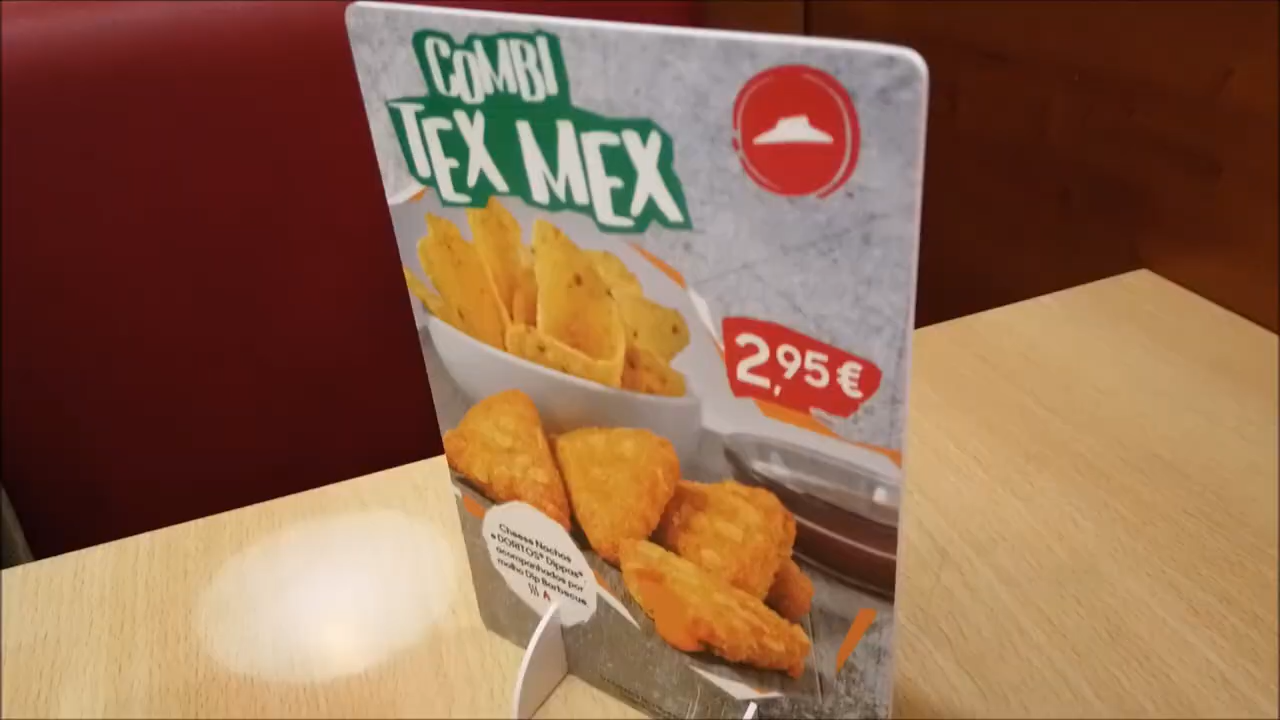 COMBI
TEX MEX
2,95€
Cheese Nachos
e DORITOS® Dippas®,
acompanhados por
molho Dip Barbecue